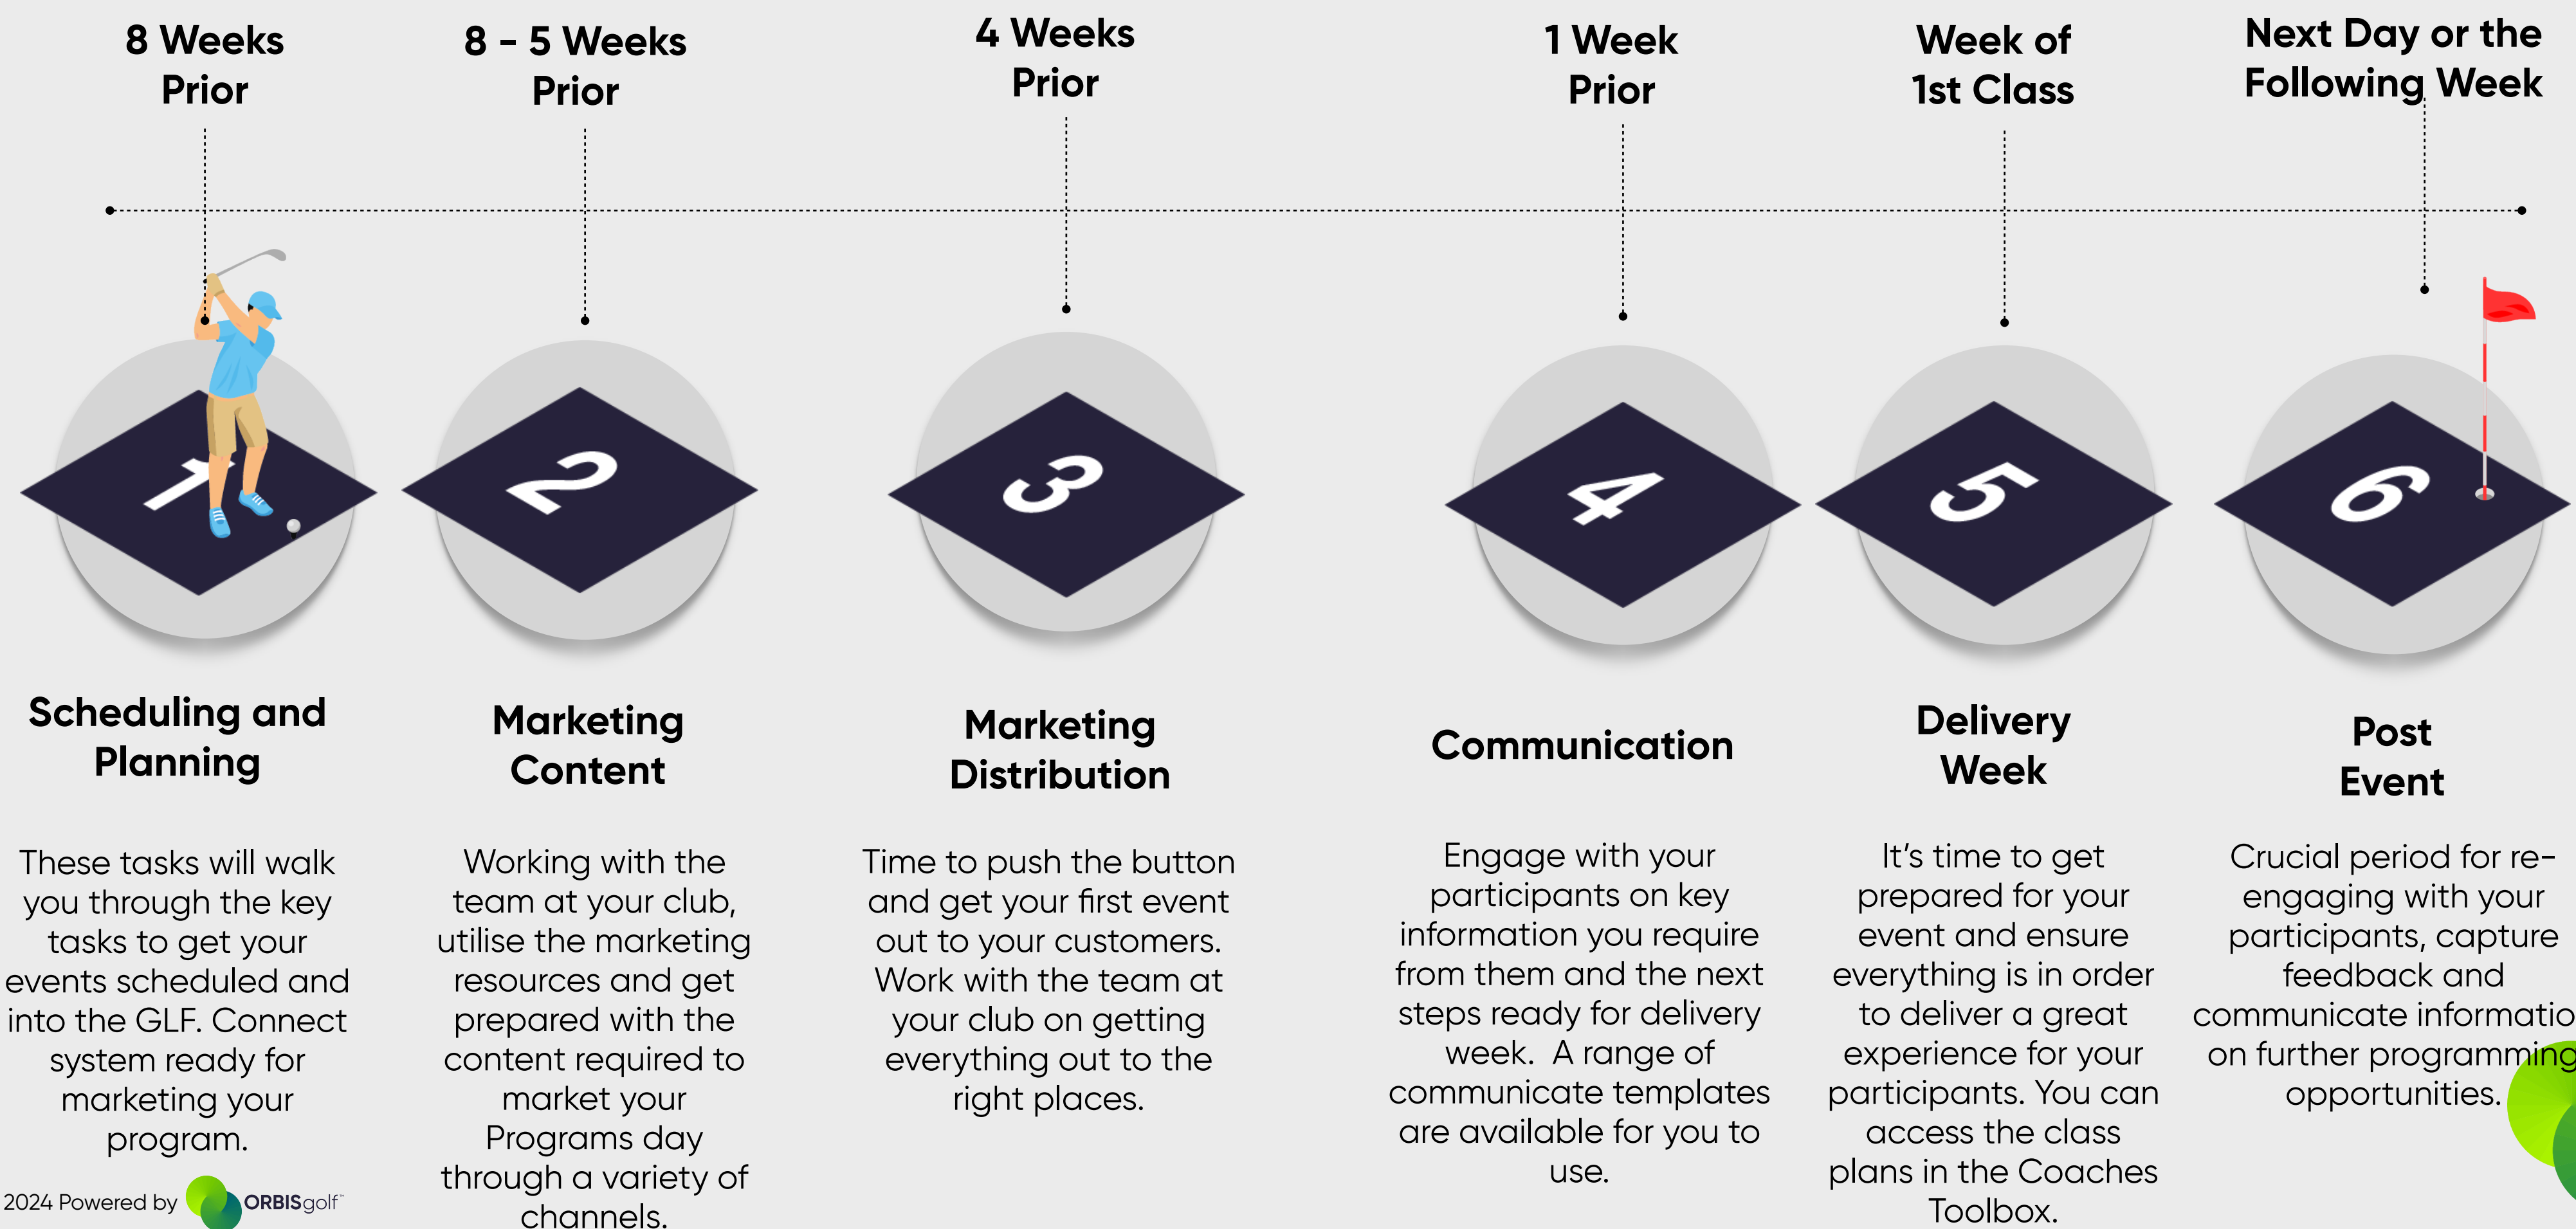 8 Weeks
Prior
8 - 5 Weeks
Prior
4 Weeks
Prior
1 Week
Prior
Week of
1st Class
Next Day or the
Following Week
1
2
3
4
5
6
Scheduling and
Planning
These tasks will walk
you through the key
tasks to get your
events scheduled and
into the GLF. Connect
system ready for
marketing your
program.
Marketing
Content
Working with the
team at your club,
utilise the marketing
resources and get
prepared with the
content required to
market your
Programs day
through a variety of
channels.
Marketing
Distribution
Time to push the button
and get your first event
out to your customers.
Work with the team at
your club on getting
everything out to the
right places.
Communication
Engage with your
participants on key
information you require
from them and the next
steps ready for delivery
week.  A range of
communicate templates
are available for you to
use.
Delivery
Week
It’s time to get
prepared for your
event and ensure
everything is in order
to deliver a great
experience for your
participants. You can
access the class
plans in the Coaches
Toolbox.
Post
Event
Crucial period for re-
engaging with your
participants, capture
feedback and
communicate informatio
on further programming
opportunities.
2024 Powered by ORBISgolf™